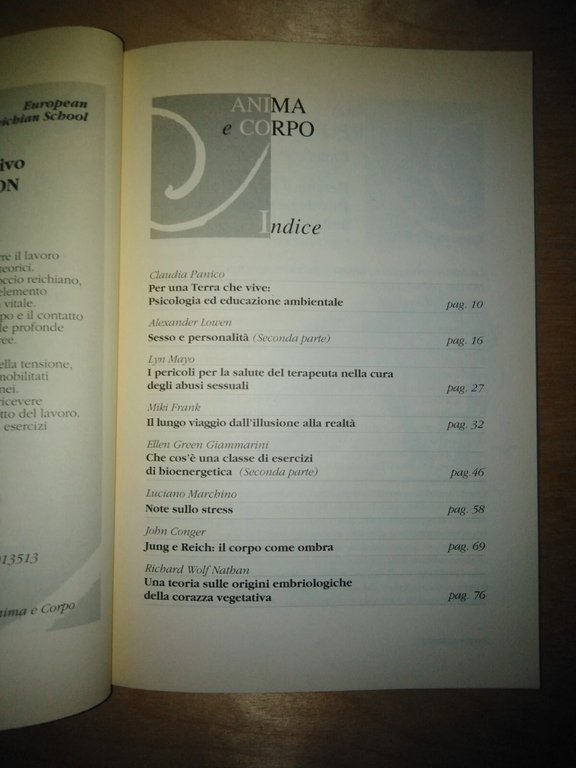 European
ichian School
ivo
ON
re il lavoro
teorici.
occio reichiano,
elemento
vitale.
po e il contatto
le profonde
ree.
ella tensione,
mobilitati
nei.
ricevere
tto del lavoro.
esercizi
013513
nima e Corpo
ANIMA
e CORPO
Indice
Claudia Panico
Per una Terra che vive:
Psicologia ed educazione ambientale pag. 10
Alexander Lowen
Sesso e personalità (Seconda parte) pag. 16
Lyn Mayo
I pericoli per la salute del terapeuta nella cura
degli abusi sessuali pag. 27
Miki Frank
Il lungo viaggio dall'illusione alla realtà pag. 32
Ellen Green Giammarini
Che cos'è una classe di esercizi
di bioenergetica (Seconda parte) pag.46
Luciano Marchino
Note sullo stress pag. 58
John Conger
Jung e Reich: il corpo come ombra pag. 69
Richard Wolf Nathan
Una teoria sulle origini embriologiche
della corazza vegetativa pag. 76